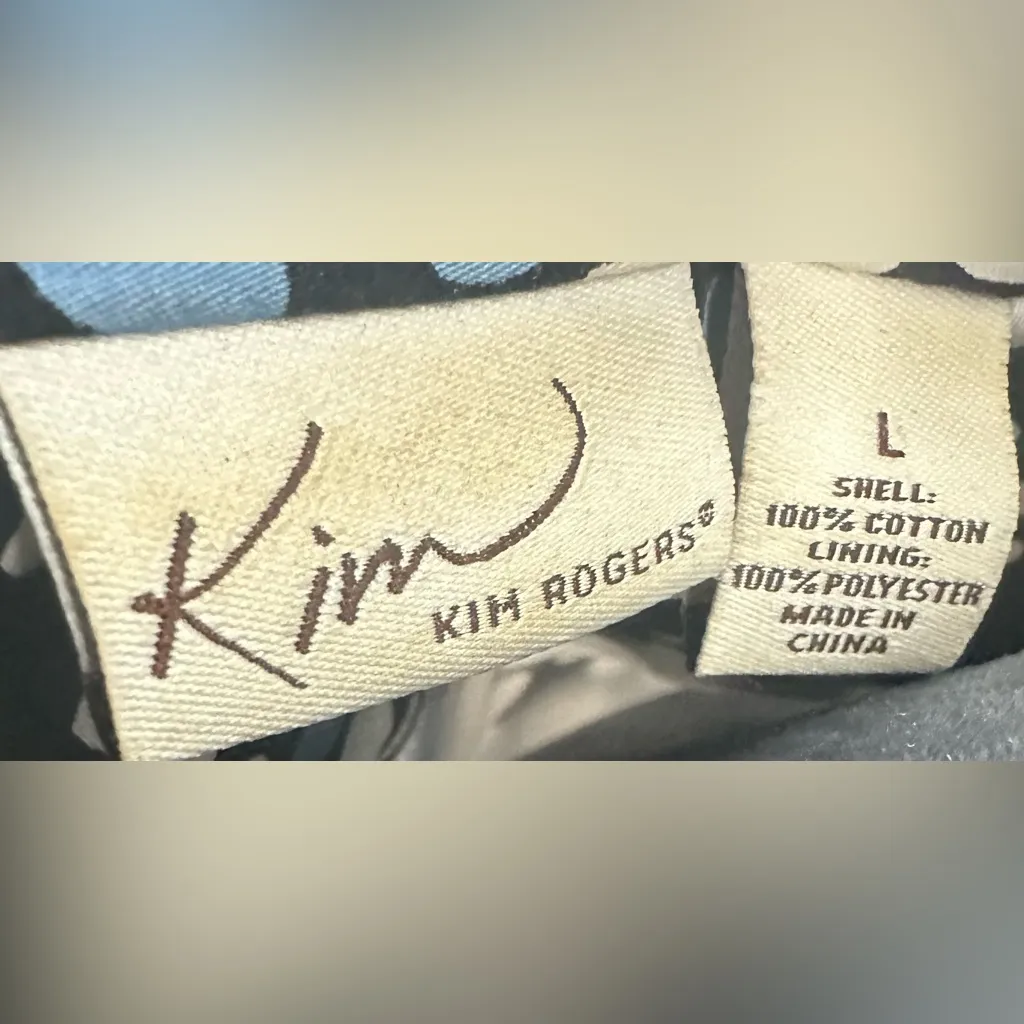 Kim
KIM ROGERS®
L
SHELL:
100% COTTON
LINING:
100% POLYESTER
MADE IN
CHINA